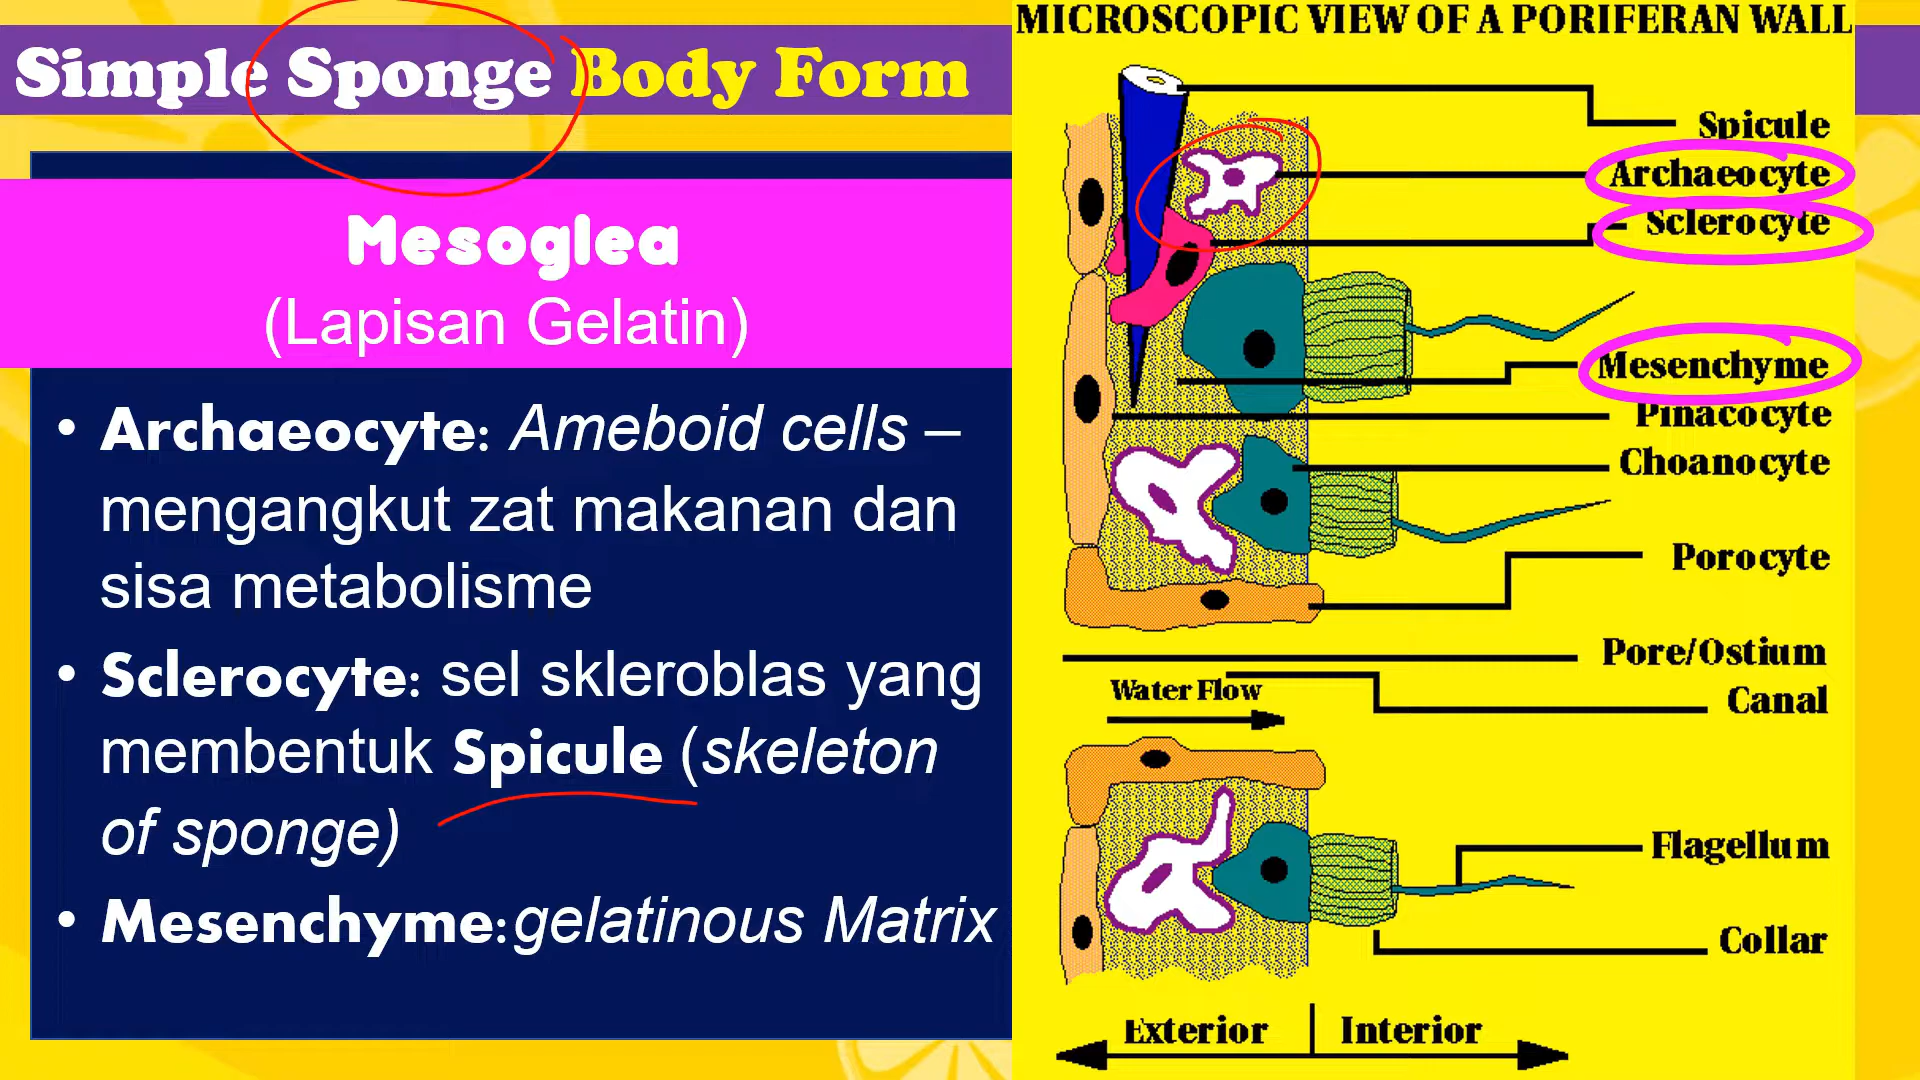 Simple Sponge Body Form
Mesoglea
(Lapisan Gelatin)
• Archaeocyte: Ameboid cells –
mengangkut zat makanan dan
sisa metabolisme
• Sclerocyte: sel skleroblas yang
membentuk Spicule (skeleton
of sponge)
• Mesenchyme:gelatinous Matrix
MICROSCOPIC VIEW OF A PORIFERAN WALL
Spicule
Archaeocyte
Sclerocyte
Mesenchyme
Pinacocyte
Choanocyte
Porocyte
Pore/Ostium
Water Flow
Canal
Flagellum
Collar
Exterior Interior